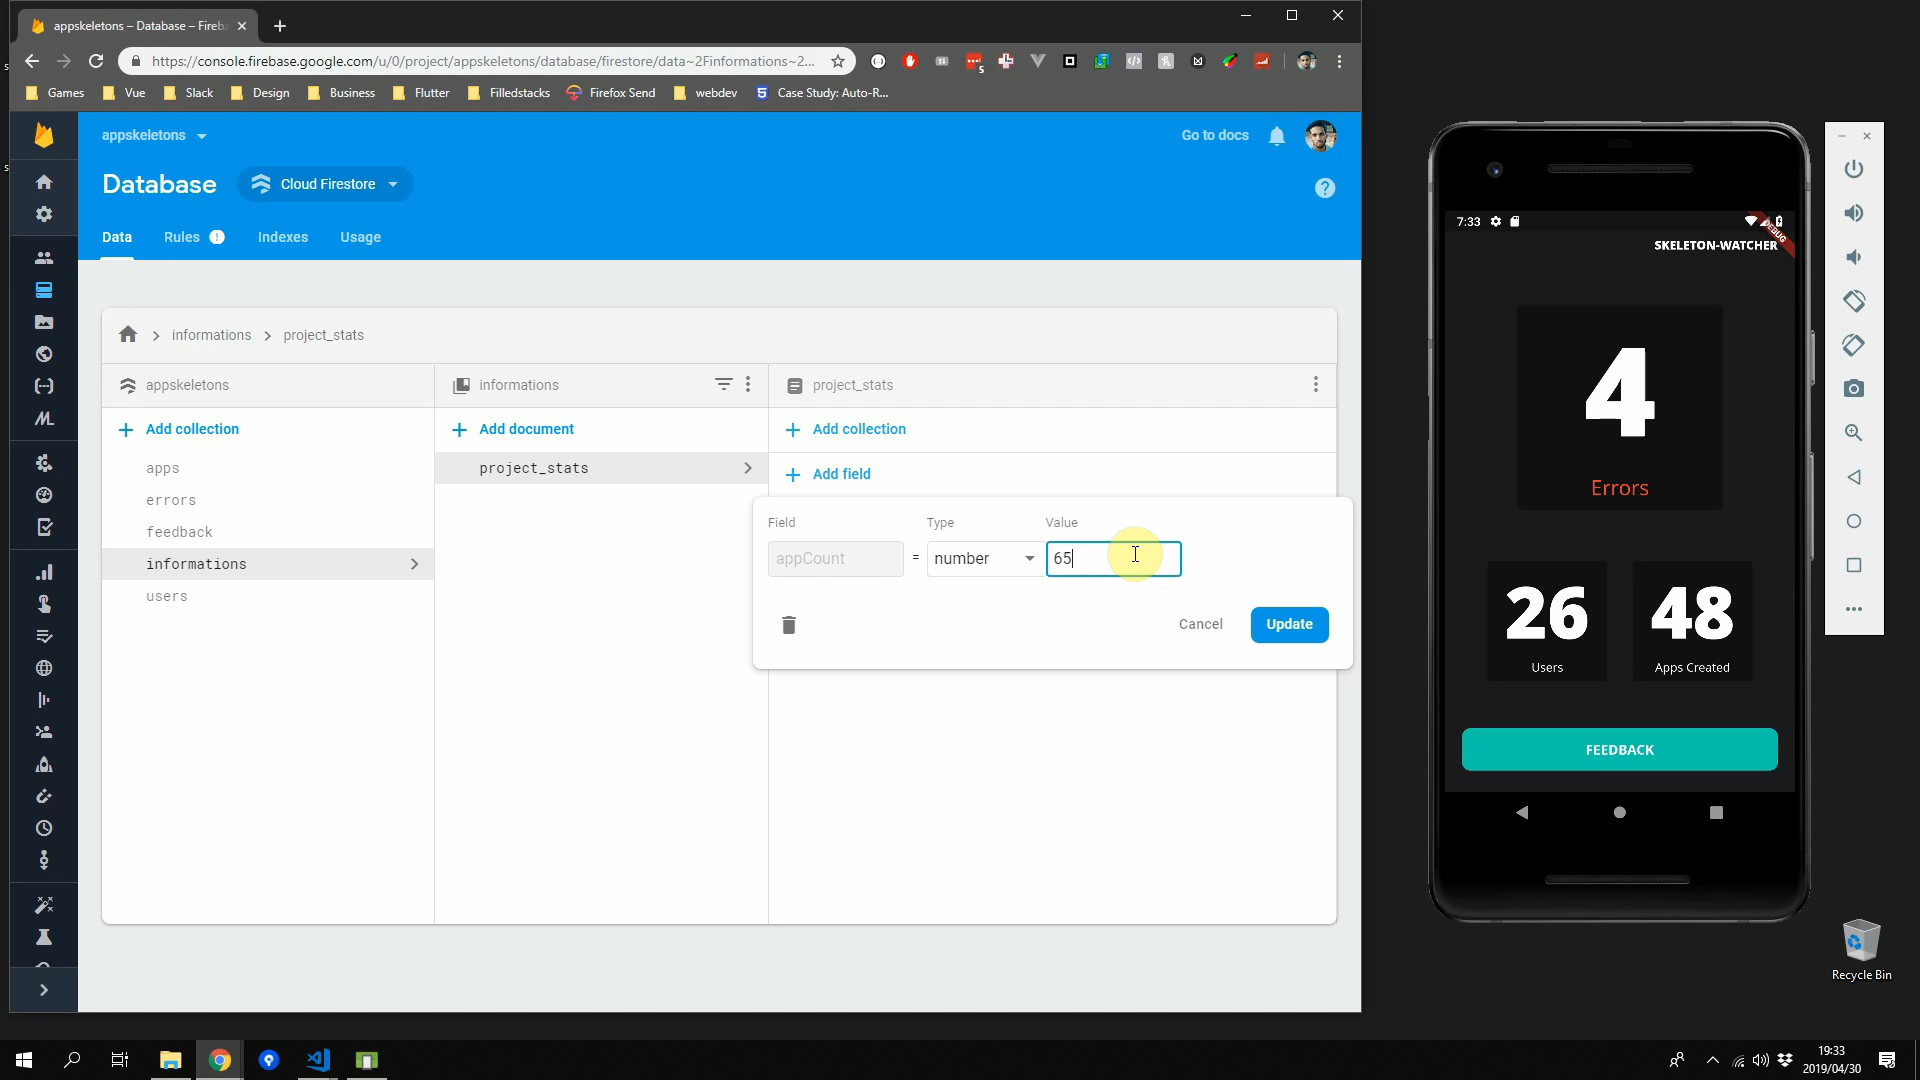 appskeletons – Database – Fireba
https://console.firebase.google.com/u/0/project/appskeletons/database/firestore/data~2Finformations~2...
5
Games
Vue
Slack
Design
Business
Flutter
Filledstacks
Firefox Send
webdev
Case Study: Auto-R...
appskeletons
Go to docs
Database
Cloud Firestore
Data
Rules
Indexes
Usage
informations
project_stats
appskeletons
informations
project_stats
Add collection
Add document
Add collection
apps
errors
feedback
informations
users
project_stats
Add field
Field
Type
Value
appCount
=
number
65
Cancel
Update
7:33
DEBUG
SKELETON-WATCHER
4
Errors
26
Users
48
Apps Created
FEEDBACK
Recycle Bin
19:33
2019/04/30